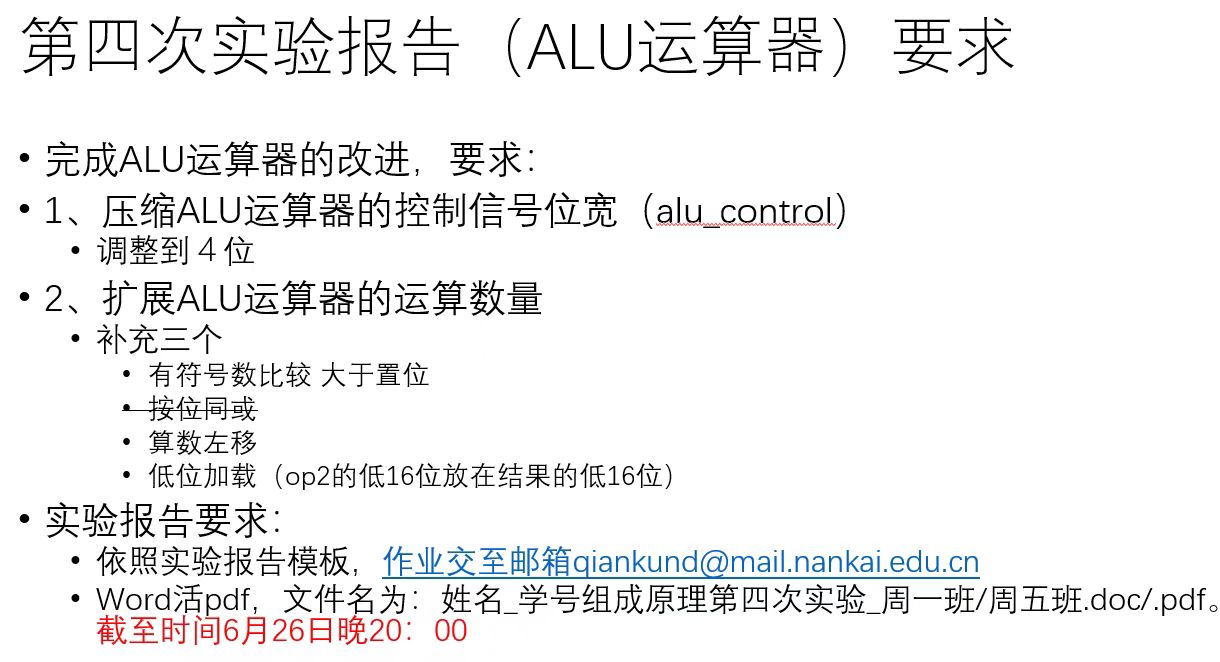 第四次实验报告（ALU运算器）要求
• 完成ALU运算器的改进，要求：
• 1、压缩ALU运算器的控制信号位宽（alu_control）
• 调整到 4 位
• 2、扩展ALU运算器的运算数量
• 补充三个
• 有符号数比较 大于置位
• 按位同或
• 算数左移
• 低位加载（op2的低16位放在结果的低16位）
• 实验报告要求：
• 依照实验报告模板，作业交至邮箱qiankund@mail.nankai.edu.cn
• Word活pdf，文件名为：姓名_学号组成原理第四次实验_周一班/周五班.doc/.pdf。
截至时间6月26日晚20：00